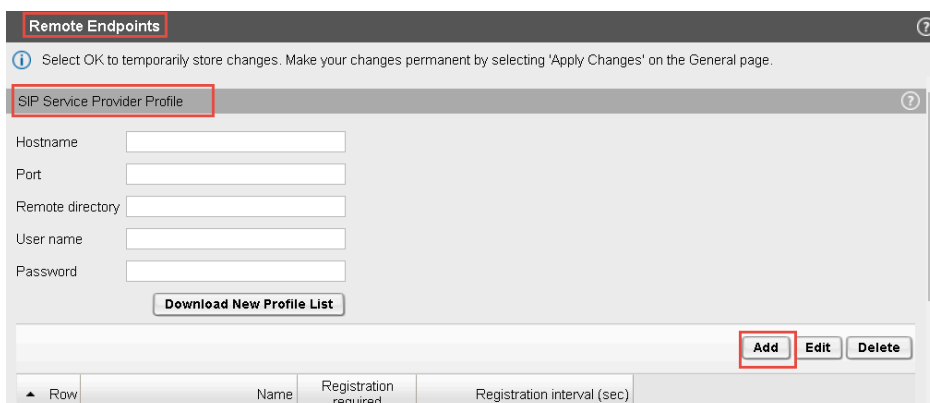 Remote Endpoints
Select OK to temporarily store changes. Make your changes permanent by selecting 'Apply Changes' on the General page.
SIP Service Provider Profile
Hostname
Port
Remote directory
User name
Password
Download New Profile List
Add Edit Delete
Row Name Registration required Registration interval (sec)